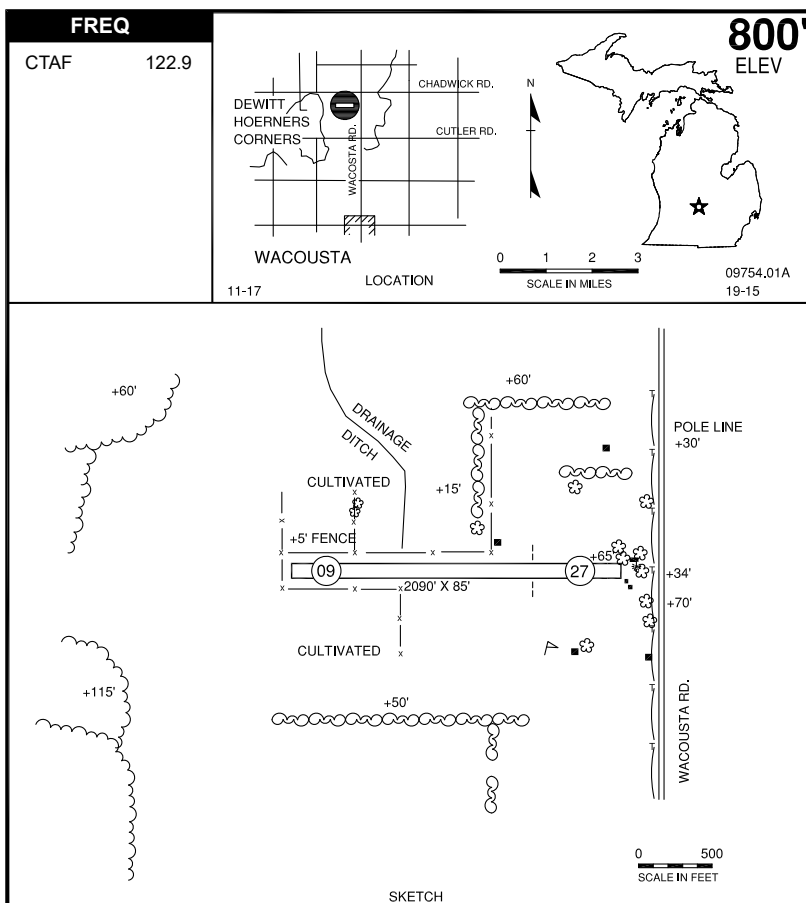 FREQ
CTAF 122.9
800'
ELEV
CHADWICK RD.
DEWITT
HOERNERS
CORNERS
CUTLER RD.
WACOSTA RD.
WACOUSTA
LOCATION
11-17
N
0 1 2 3
SCALE IN MILES
09754.01A
19-15
+60'
DRAINAGE
DITCH
+60'
POLE LINE
+30'
CULTIVATED
+15'
+5' FENCE
+65'
09
27
2090' X 85'
+34'
+70'
CULTIVATED
+115'
+50'
WACOUSTA RD.
0 500
SCALE IN FEET
SKETCH